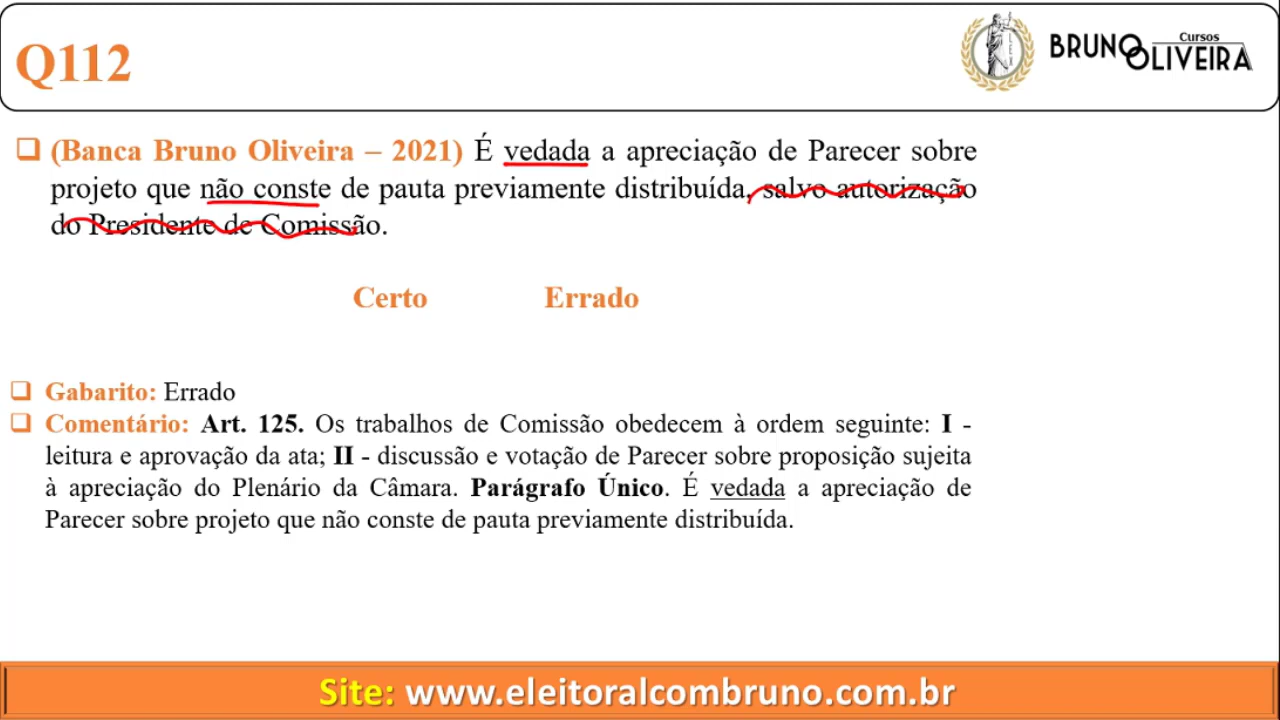 Q112
Cursos
BRUNO
OLIVEIRA
(Banca Bruno Oliveira – 2021) É vedada a apreciação de Parecer sobre
projeto que não conste de pauta previamente distribuída, salvo autorização
do Presidente de Comissão.
Certo Errado
Gabarito: Errado
Comentário: Art. 125. Os trabalhos de Comissão obedecem à ordem seguinte: I -
leitura e aprovação da ata; II - discussão e votação de Parecer sobre proposição sujeita
à apreciação do Plenário da Câmara. Parágrafo Único. É vedada a apreciação de
Parecer sobre projeto que não conste de pauta previamente distribuída.
Site: www.eleitoralcombruno.com.br